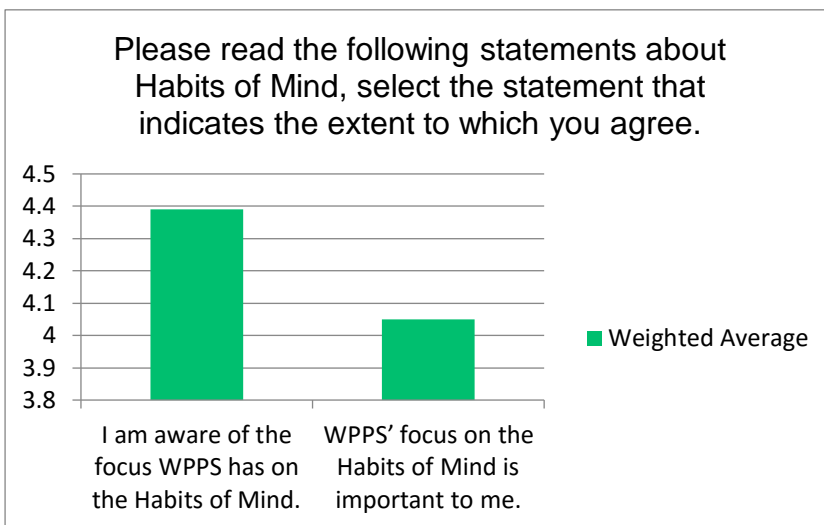 Please read the following statements about
Habits of Mind, select the statement that
indicates the extent to which you agree.
4.5
4.4
4.3
4.2
4.1
4
3.9
3.8
I am aware of the
focus WPPS has on
the Habits of Mind.
WPPS’ focus on the
Habits of Mind is
important to me.
Weighted Average